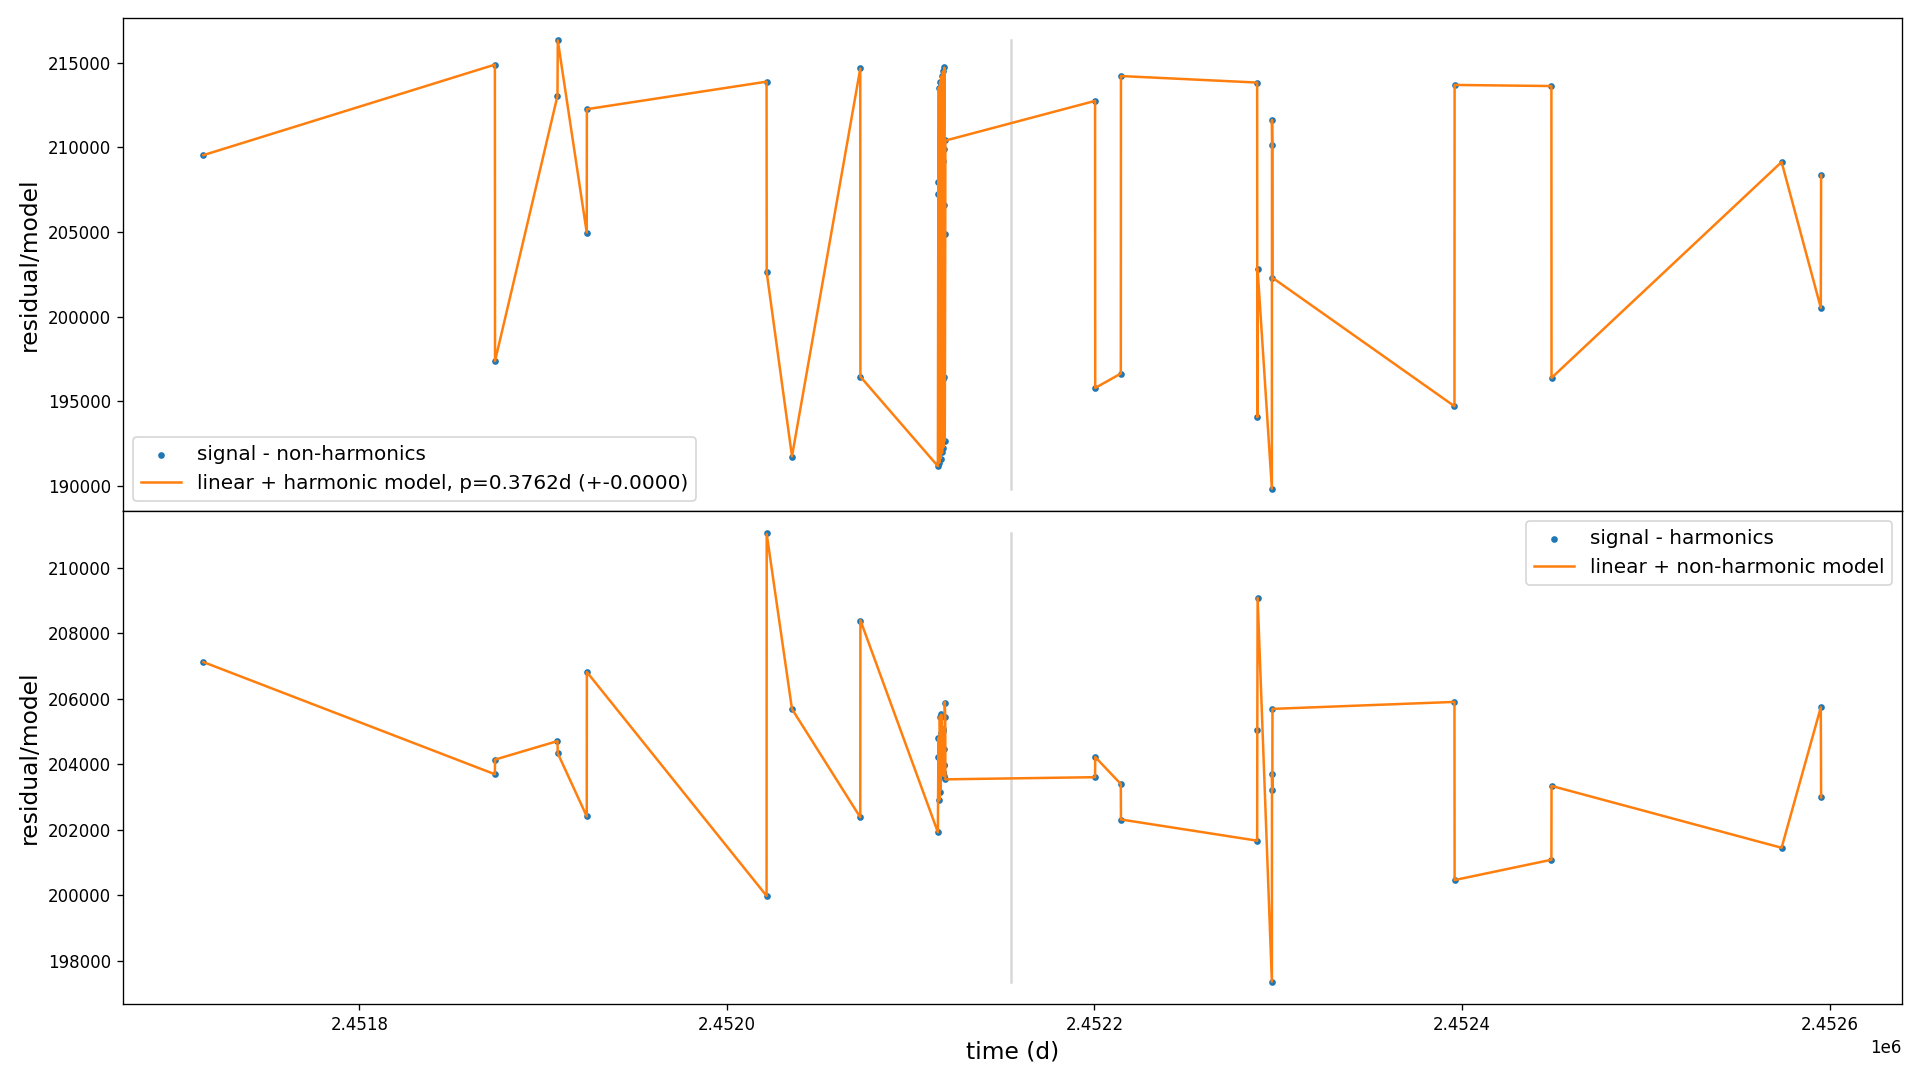 215000
210000
205000
200000
195000
190000
residual/model
signal - non-harmonics
linear + harmonic model, p=0.3762d (+-0.0000)
210000
208000
206000
204000
202000
200000
198000
residual/model
signal - harmonics
linear + non-harmonic model
2.4518 2.4520 2.4522 2.4524 2.4526
1e6
time (d)